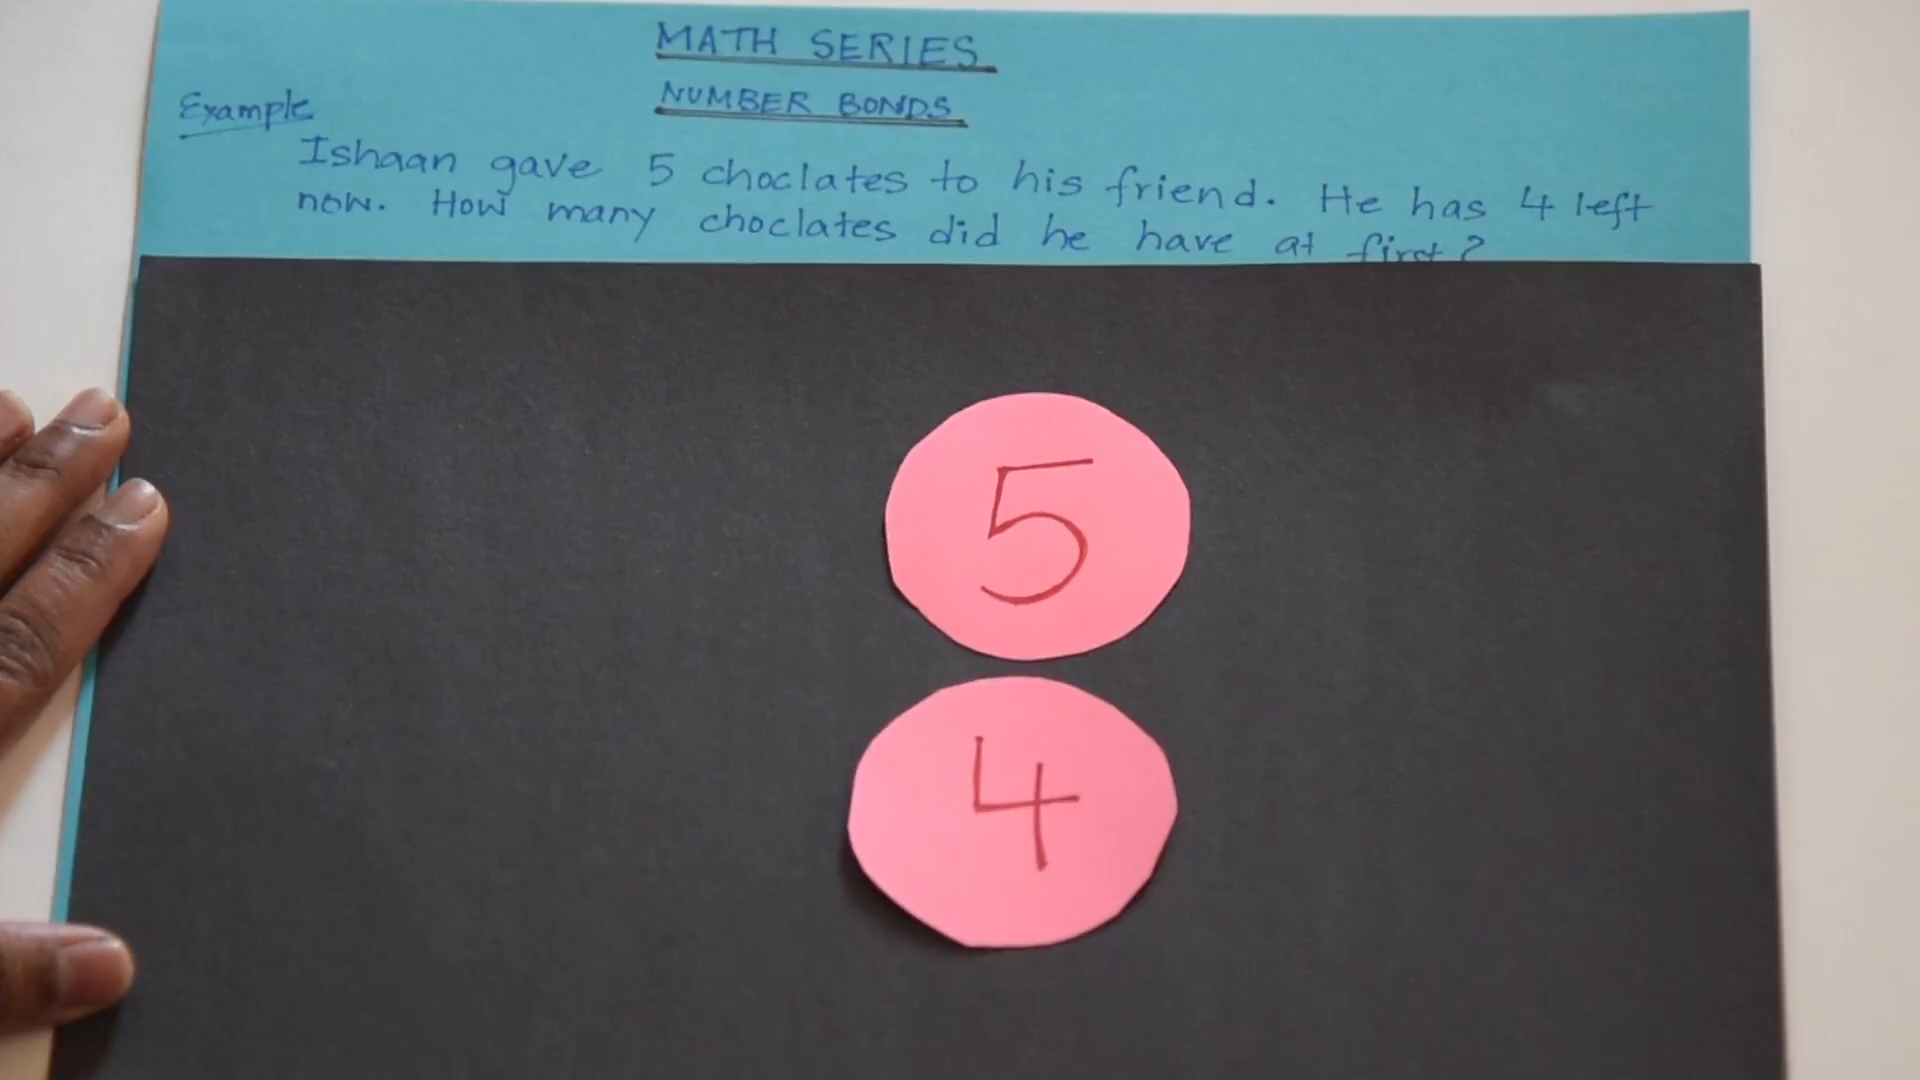 MATH SERIES
NUMBER BONDS
Example
Ishaan gave 5 choclates to his friend. He has 4 left
now. How many choclates did he have at first?
5
4